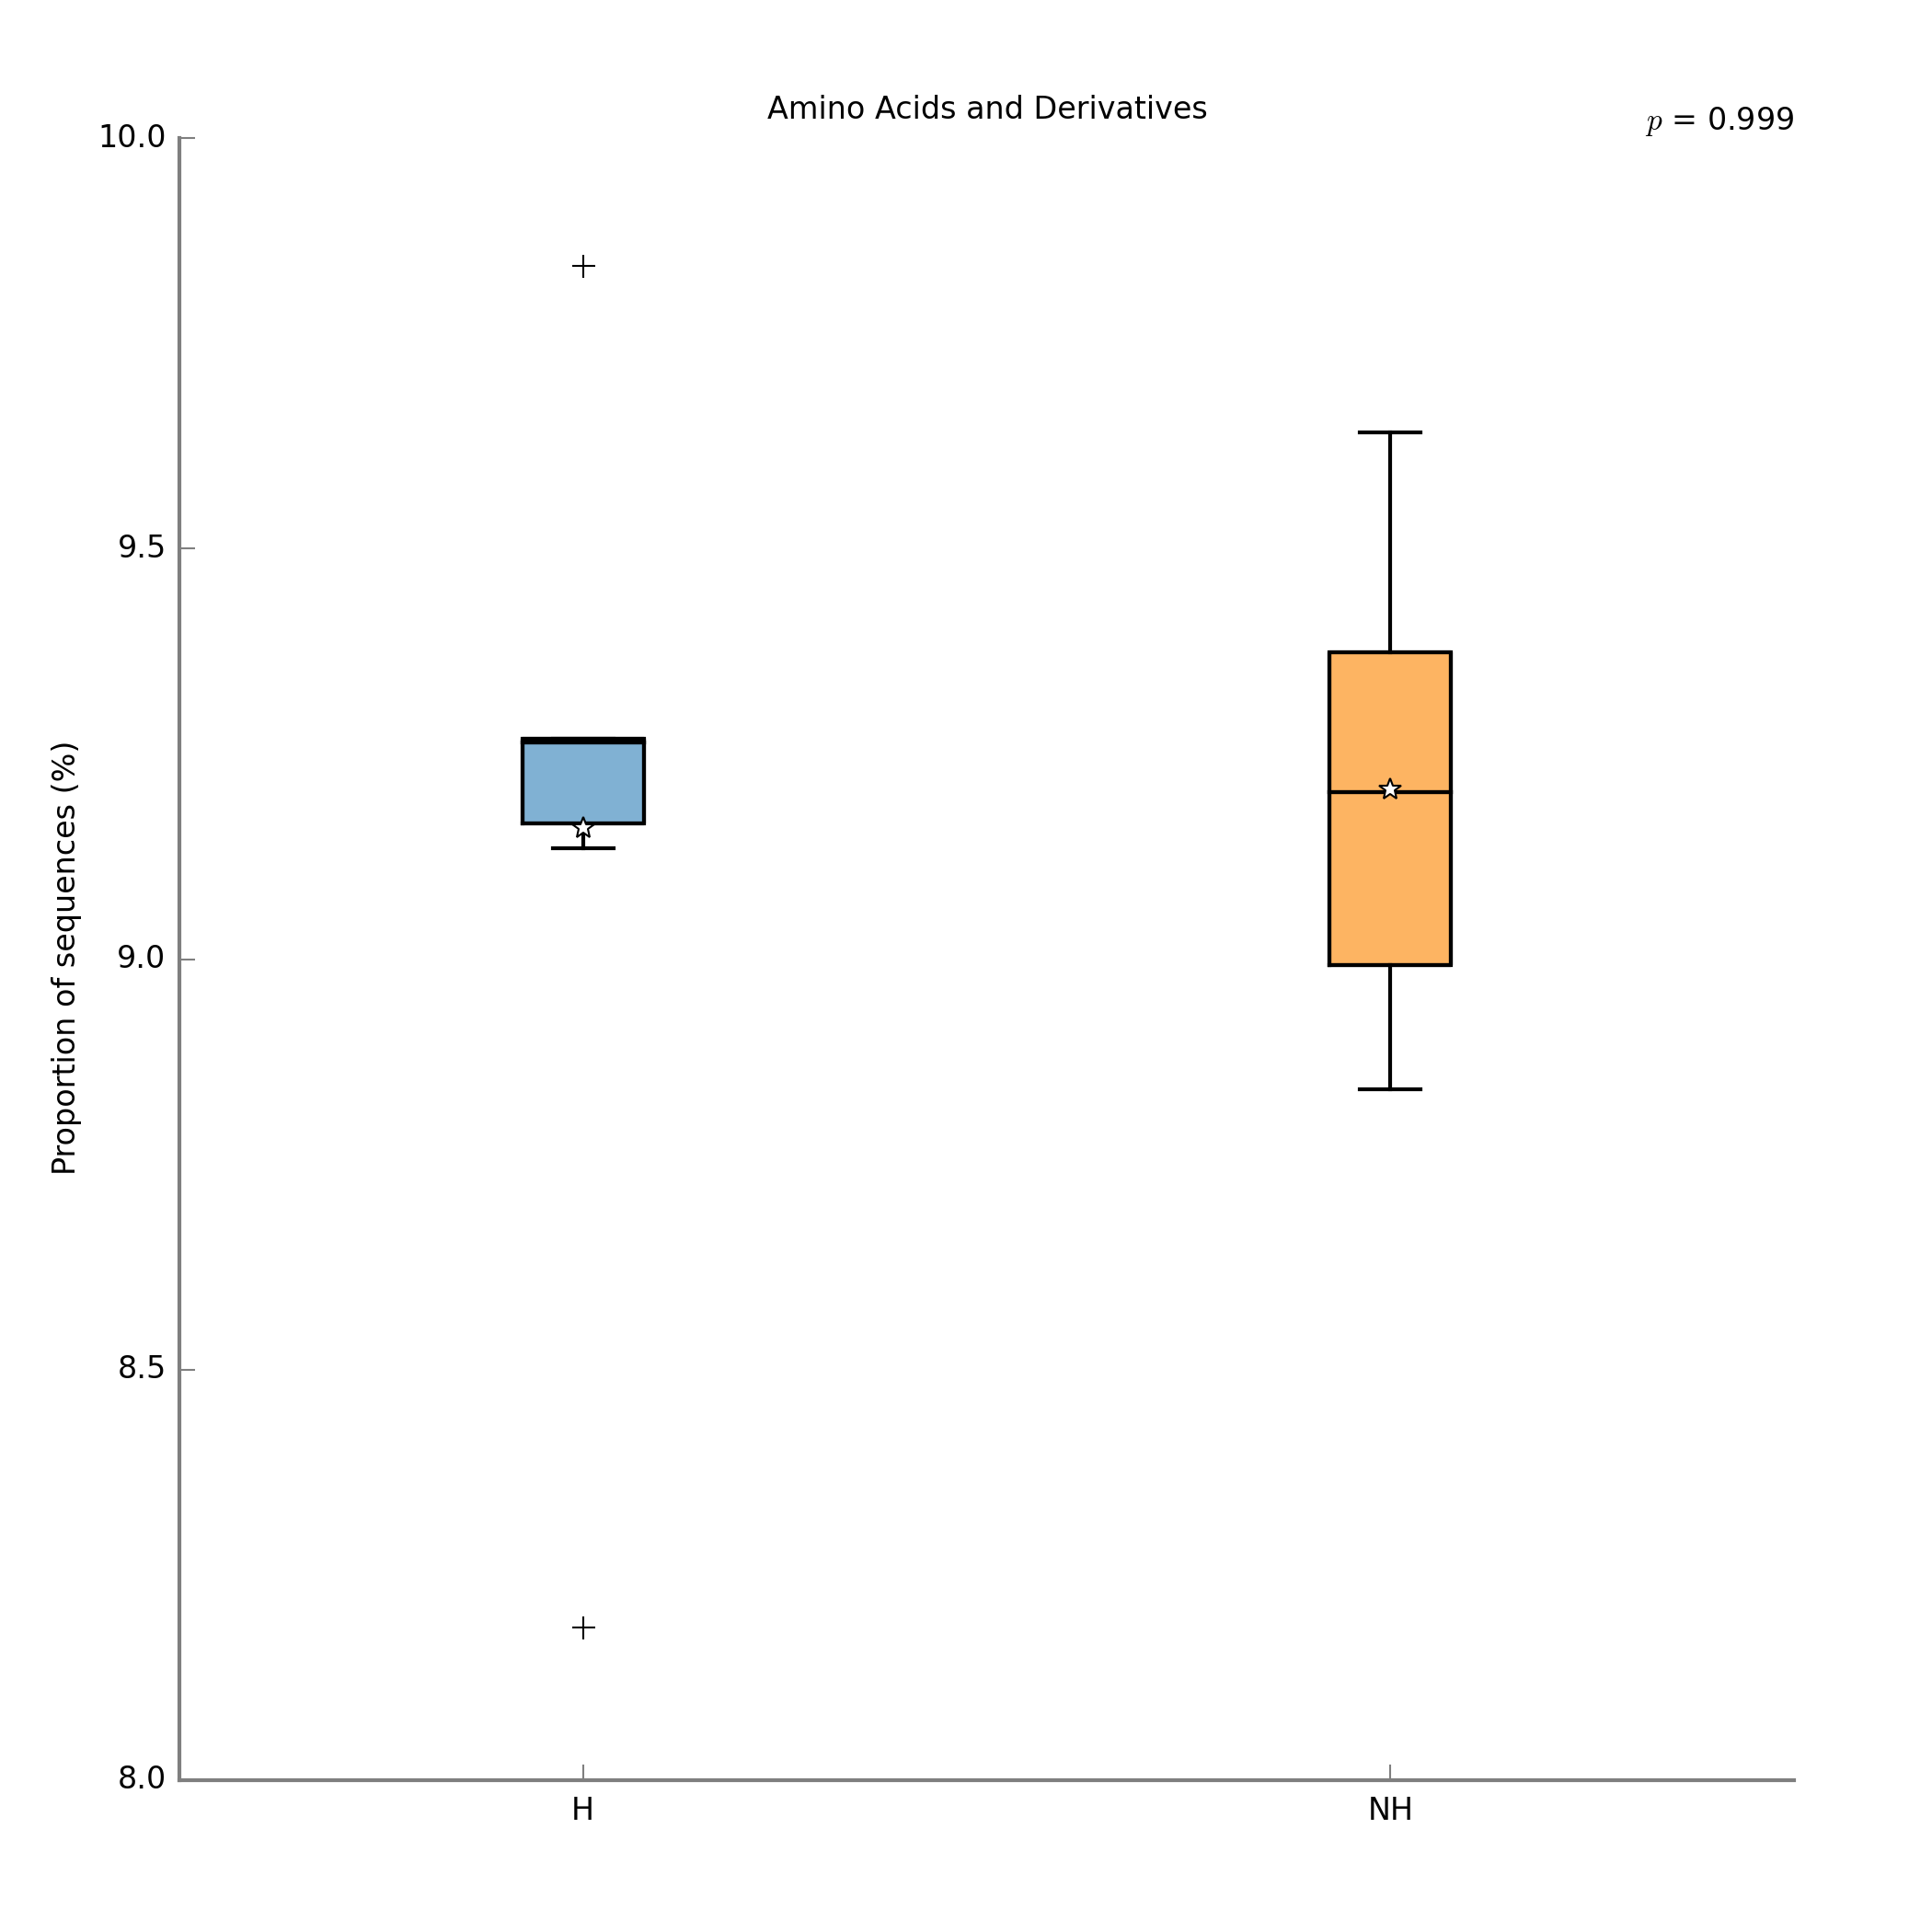 Amino Acids and Derivatives
p = 0.999
10.0
9.5
9.0
8.5
8.0
Proportion of sequences (%)
H
NH